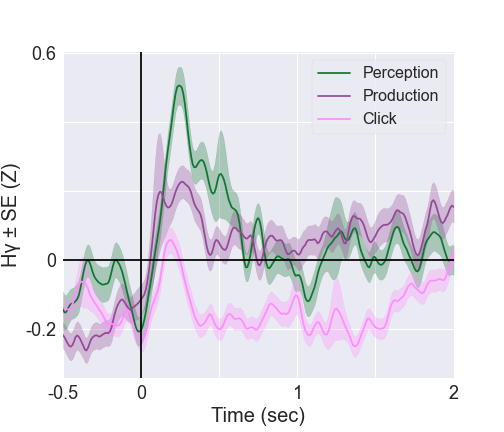 0.6
Perception
Production
Click
Hγ ± SE (Z)
0
-0.2
-0.5
0
1
2
Time (sec)